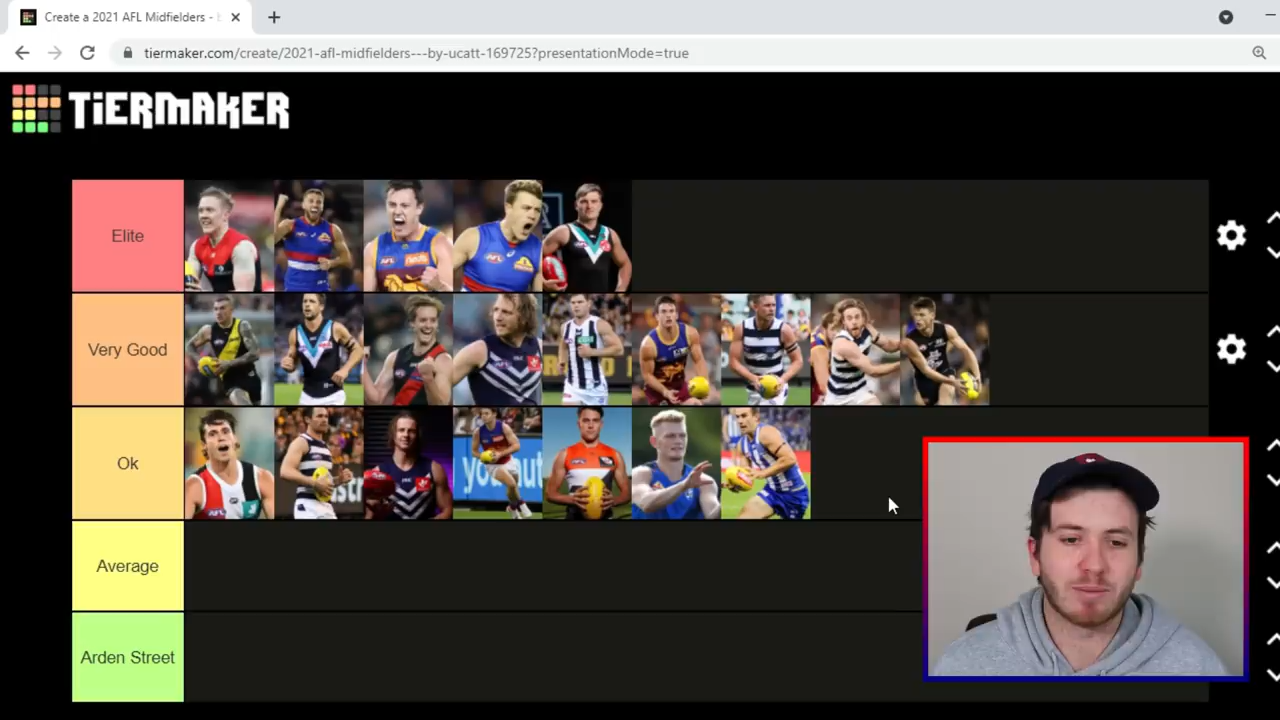 Create a 2021 AFL Midfielders - b
tiermaker.com/create/2021-afl-midfielders---by-ucatt-169725?presentationMode=true
TiERMAKER
Elite
Very Good
Ok
Average
Arden Street